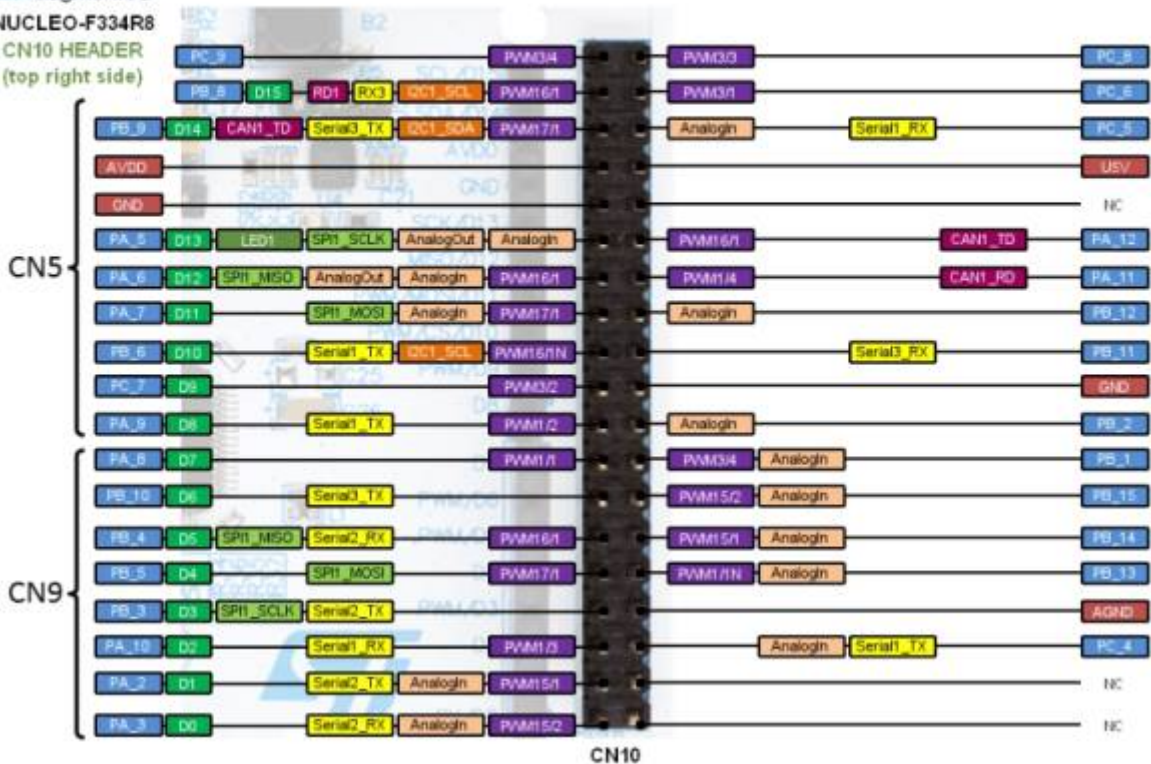 NUCLEO-F334R8
CN10 HEADER
(top right side)
PC_9 PWM3/4 PWM3/3 PC_8
PB_8 D15 RD1 RX3 I2C1_SCL PWM16/1 PWM3/1 PC_6
PB_9 D14 CAN1_TD Serial3_TX I2C1_SDA PWM17/1 AnalogIn Serial1_RX PC_5
AVDD U5V
GND NC
PA_5 D13 LED1 SPI1_SCLK AnalogOut AnalogIn PWM16/1 CAN1_TD PA_12
CN5
PA_6 D12 SPI1_MISO AnalogOut AnalogIn PWM16/1 PWM1/4 CAN1_RD PA_11
PA_7 D11 SPI1_MOSI AnalogIn PWM17/1 AnalogIn PB_12
PB_6 D10 Serial1_TX I2C1_SCL PWM16/1N Serial3_RX PB_11
PC_7 D9 PWM3/2 GND
PA_9 D8 Serial1_TX PWM1/2 AnalogIn PB_2
PA_8 D7 PWM1/1 PWM3/4 AnalogIn PB_1
PB_10 D6 Serial3_TX PWM15/2 AnalogIn PB_15
PB_4 D5 SPI1_MISO Serial2_RX PWM16/1 PWM15/1 AnalogIn PB_14
PB_5 D4 SPI1_MOSI PWM17/1 PWM1/1N AnalogIn PB_13
CN9
PB_3 D3 SPI1_SCLK Serial2_TX AGND
PA_10 D2 Serial1_RX PWM1/3 AnalogIn Serial1_TX PC_4
PA_2 D1 Serial2_TX AnalogIn PWM15/1 NC
PA_3 D0 Serial2_RX AnalogIn PWM15/2 NC
CN10